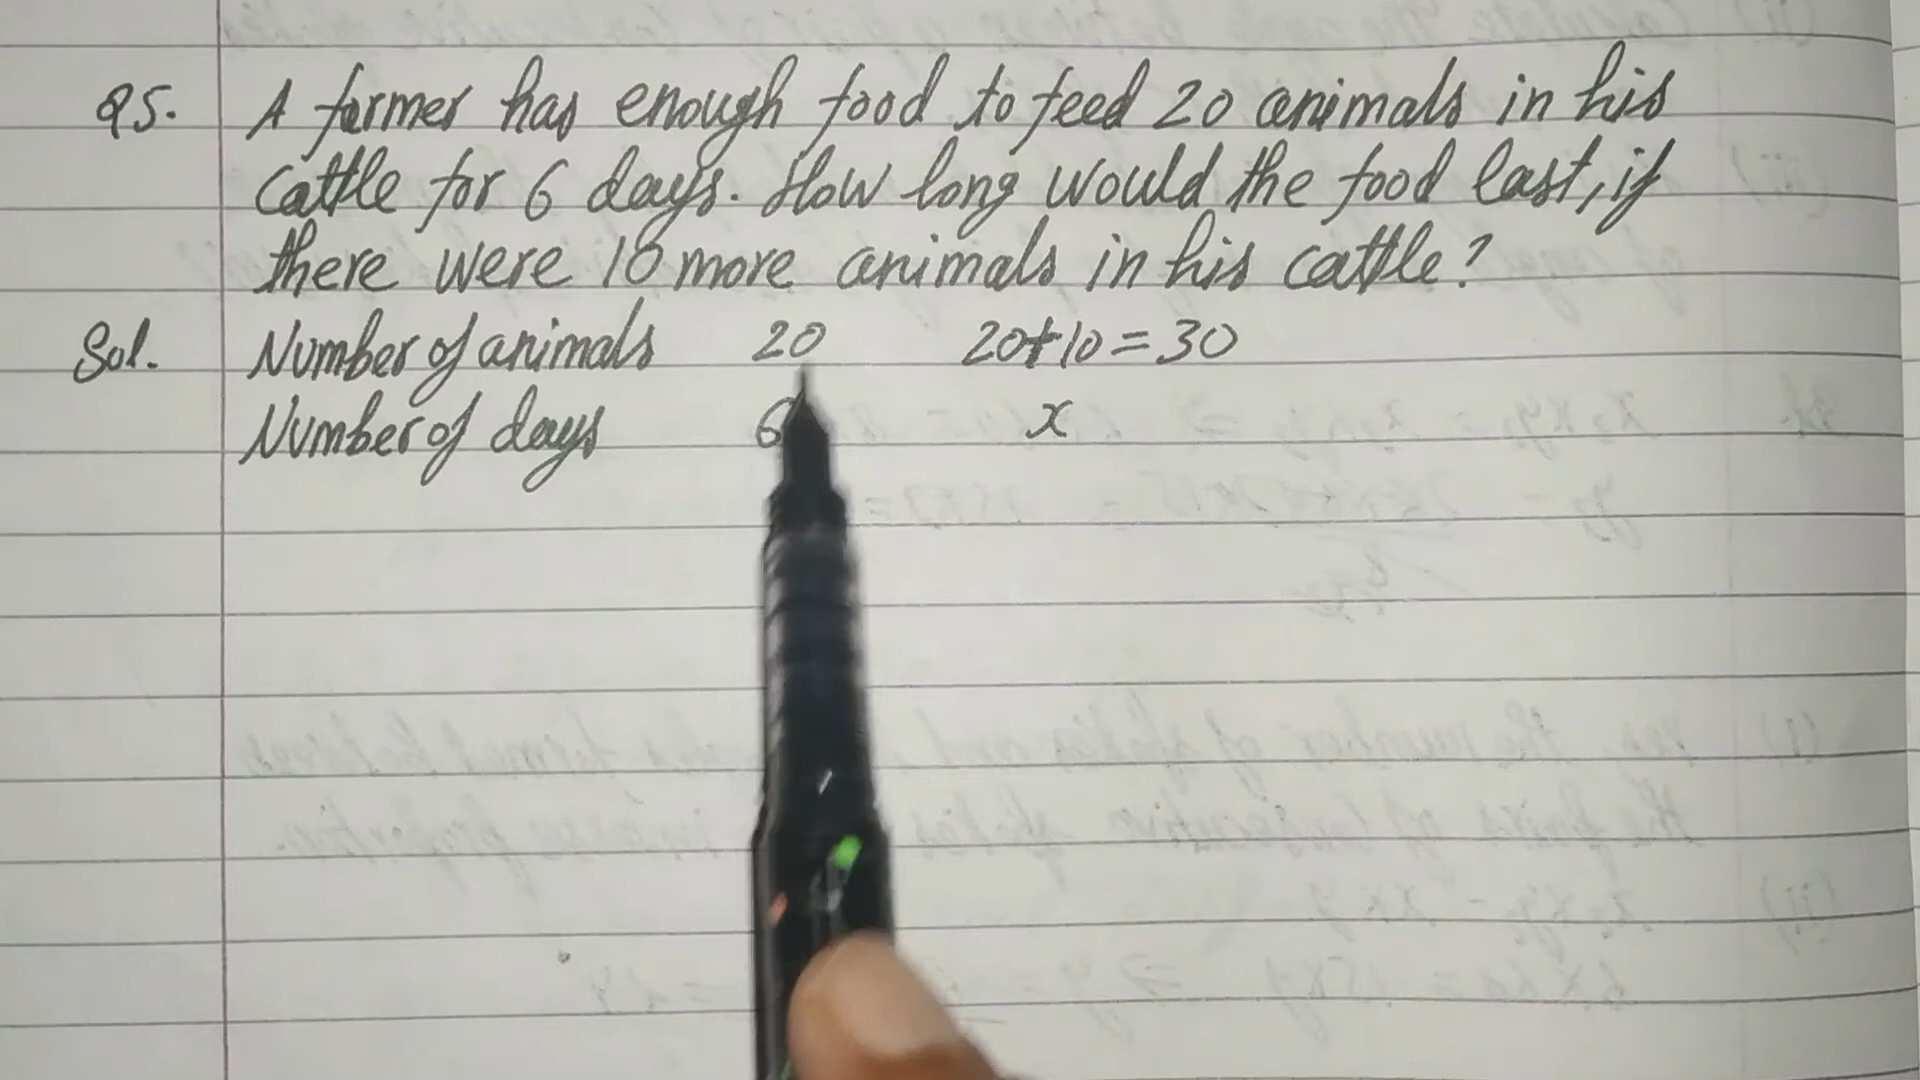 Q5. A farmer has enough food to feed 20 animals in his
cattle for 6 days. How long would the food last, if
there were 10 more animals in his cattle?
Sol. Number of animals 20 20+10=30
Number of days 6 x